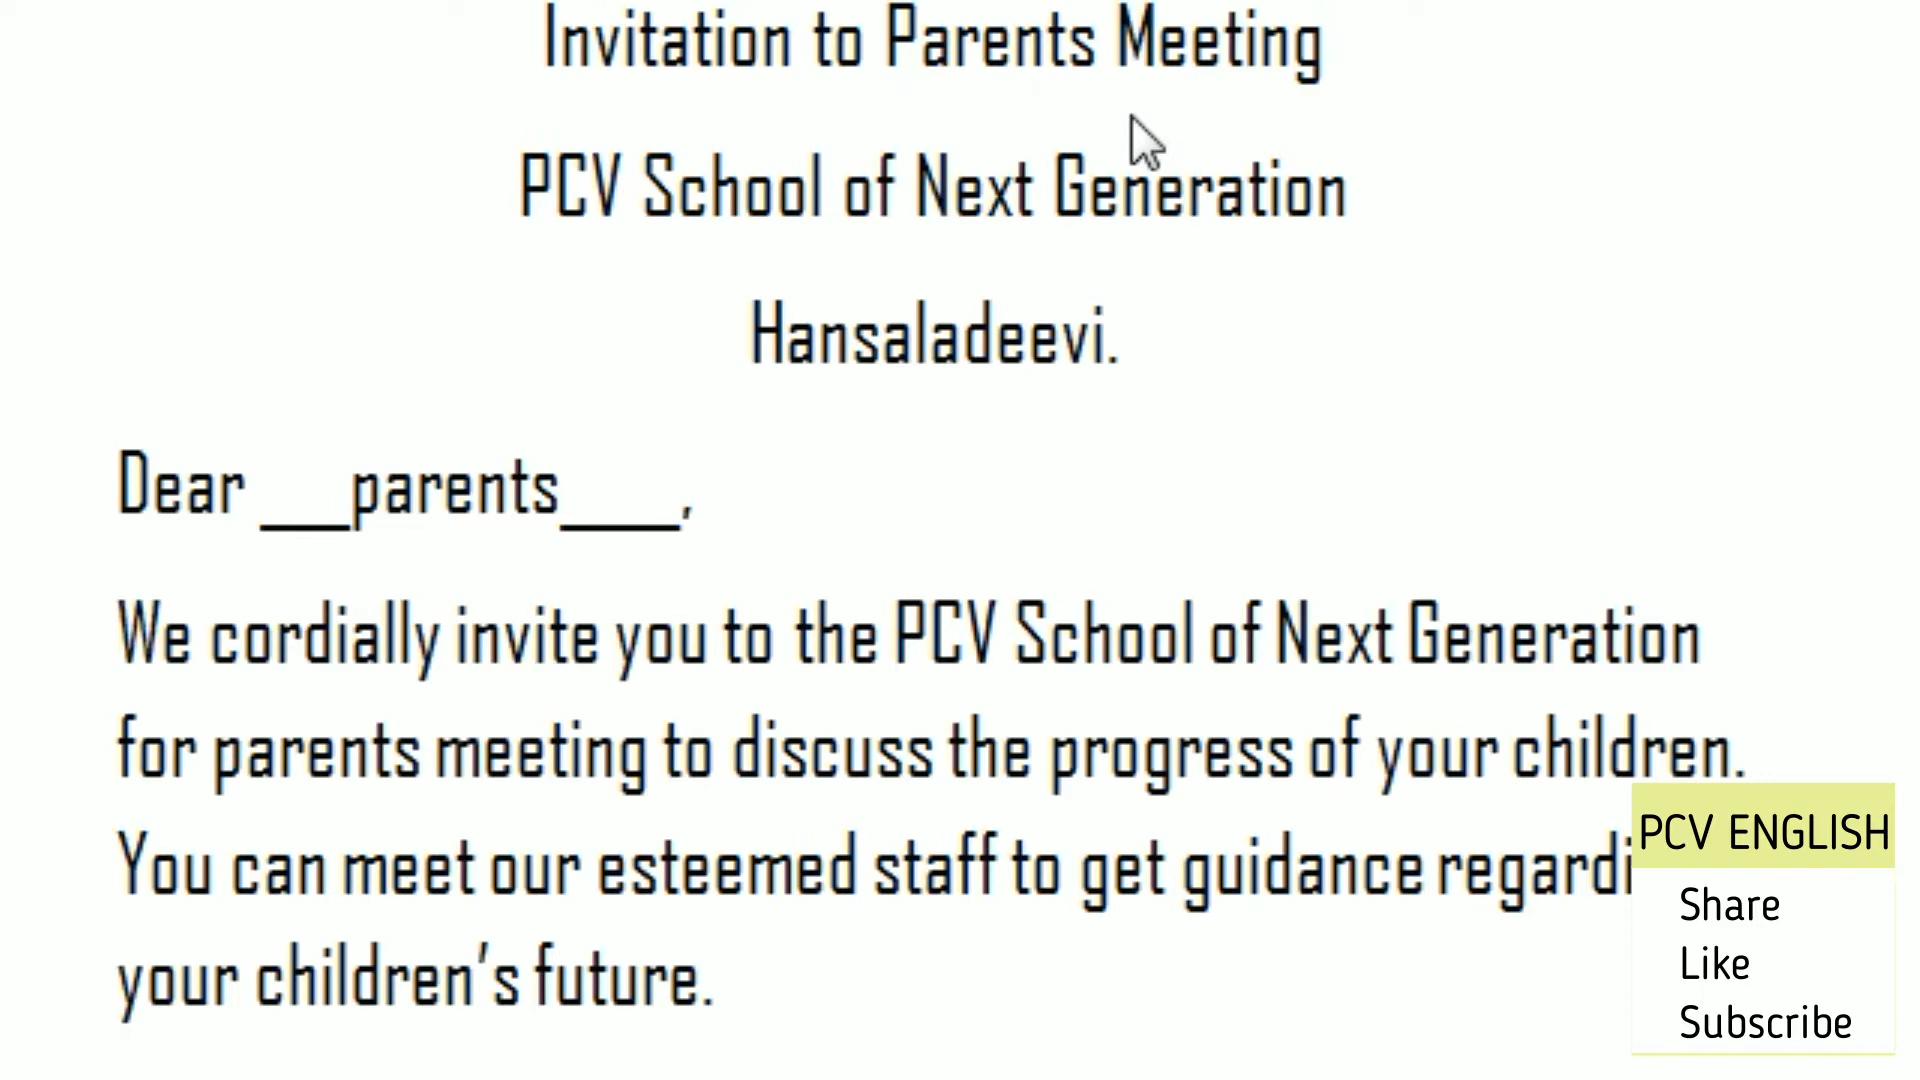 Invitation to Parents Meeting
PCV School of Next Generation
Hansaladeevi.
Dear ___parents____,
We cordially invite you to the PCV School of Next Generation
for parents meeting to discuss the progress of your children.
You can meet our esteemed staff to get guidance regardi
your children's future.
PCV ENGLISH
Share
Like
Subscribe